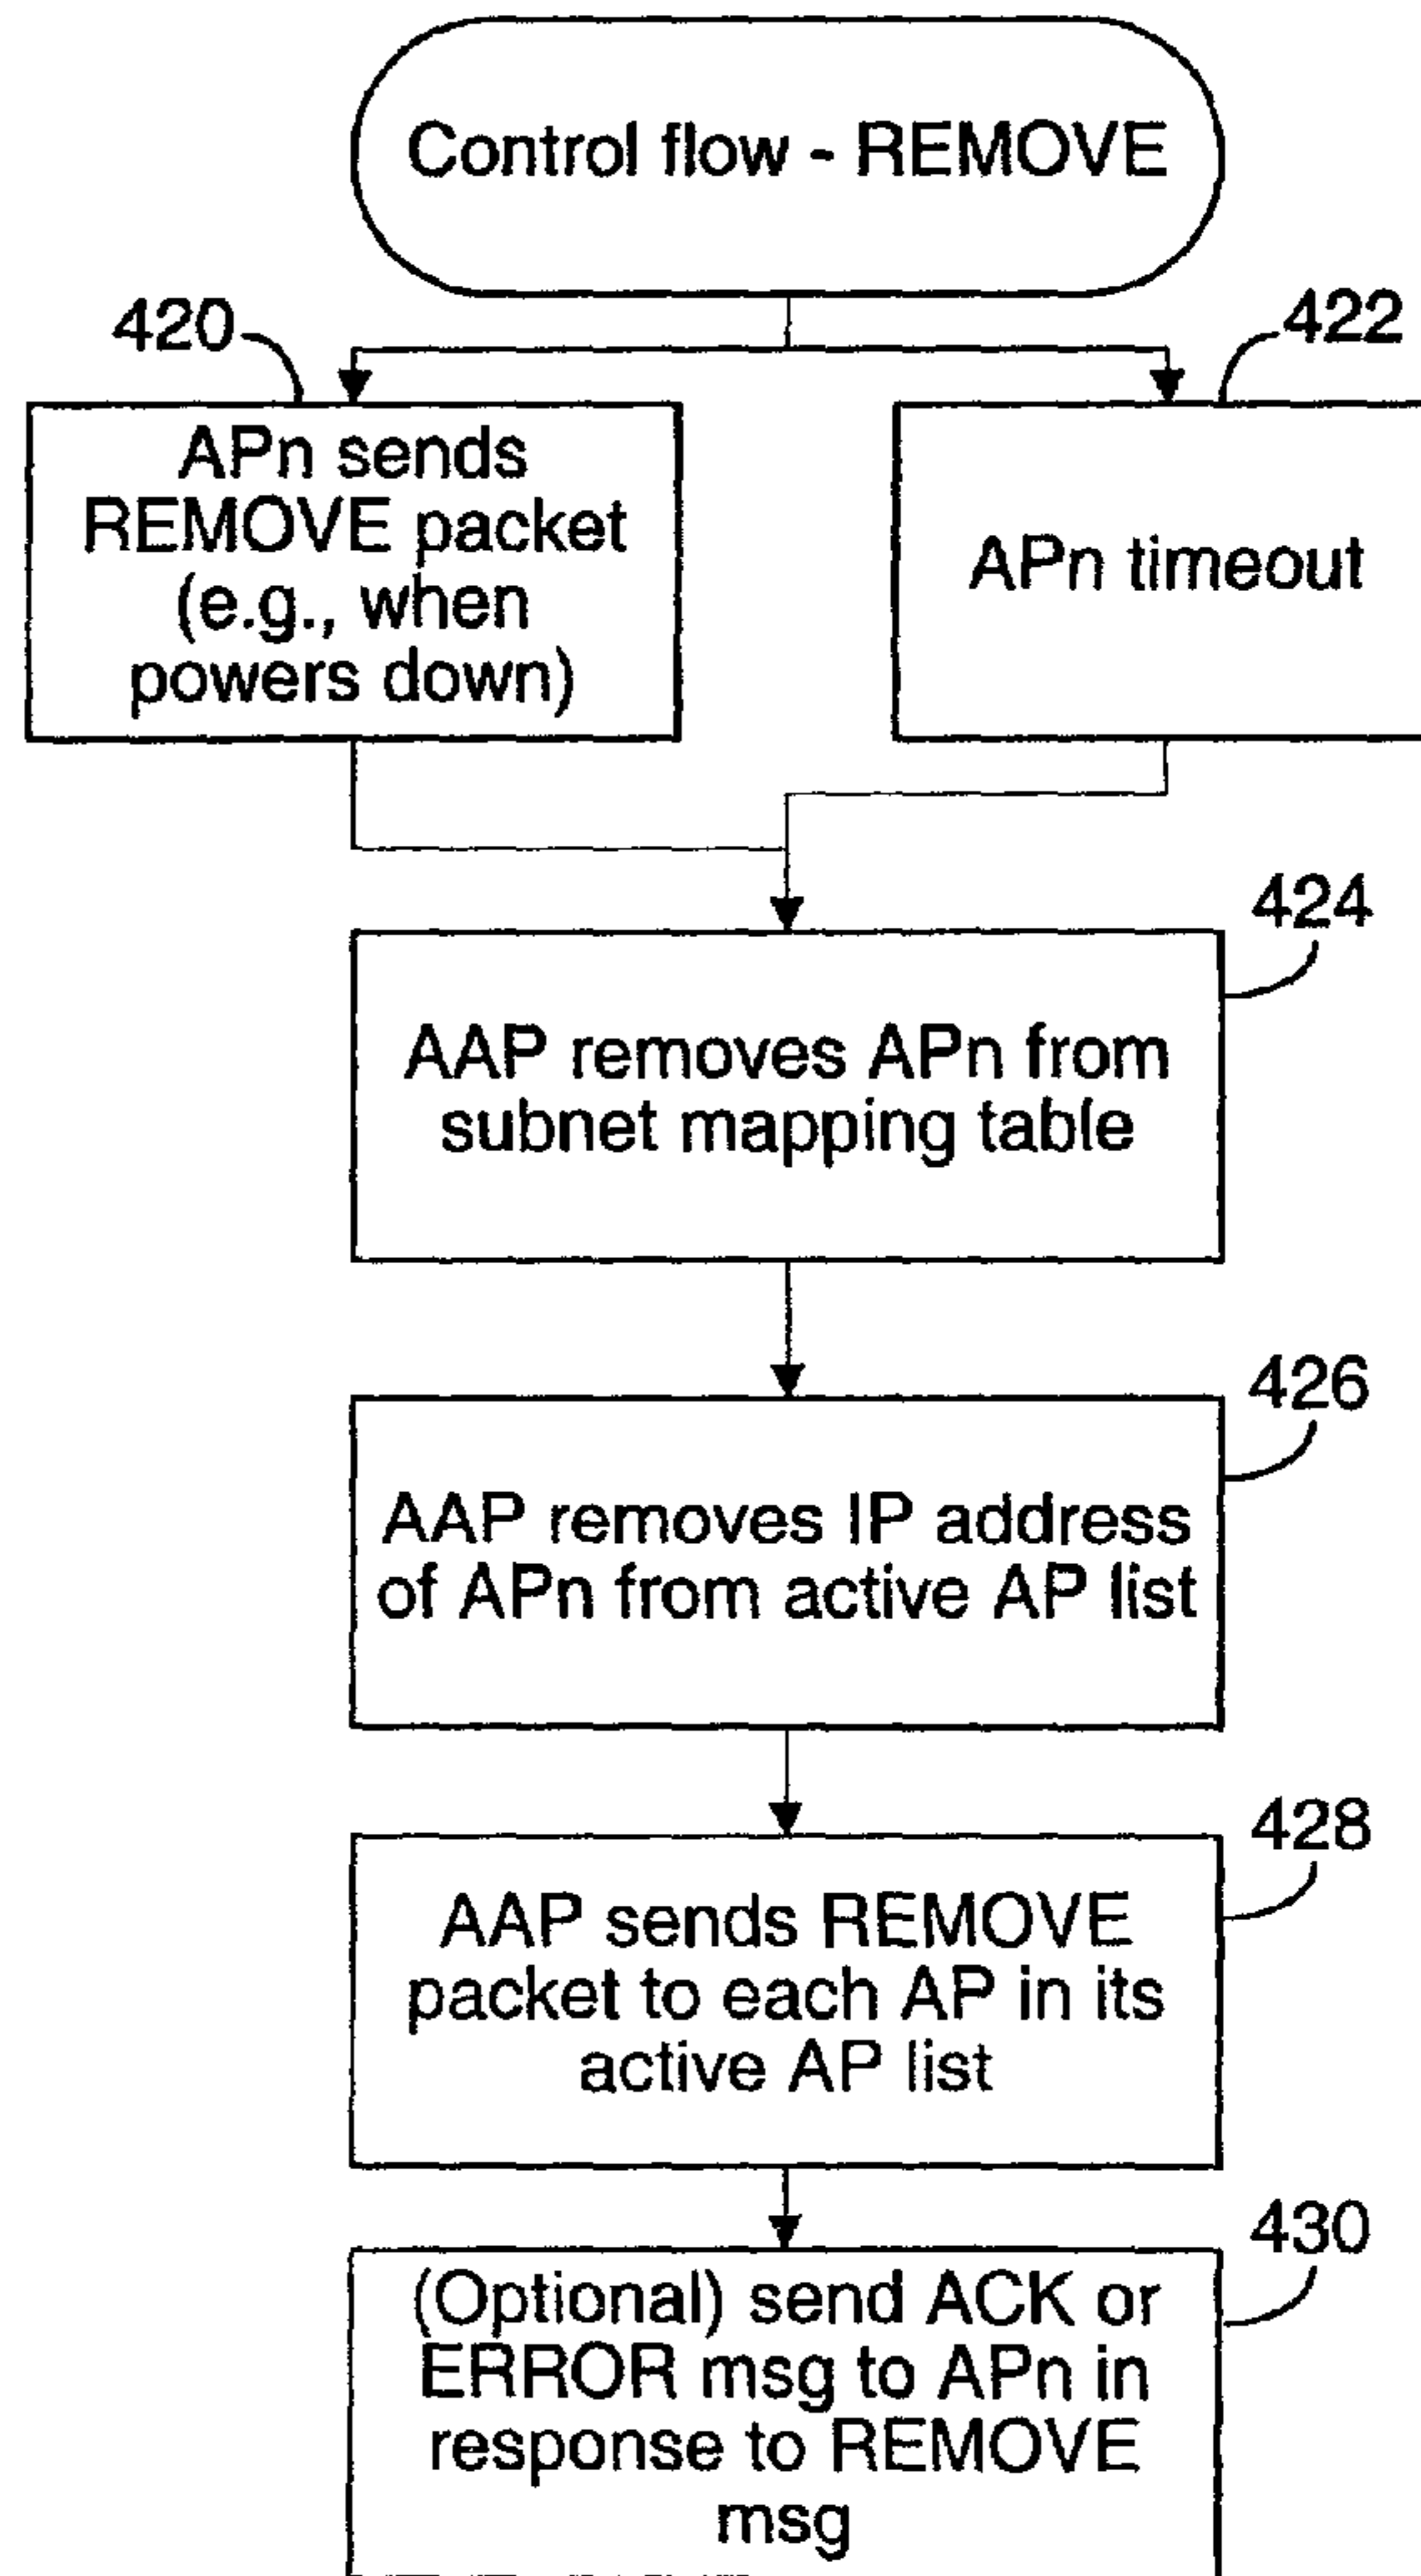 Control flow - REMOVE
420
422
APn sends
REMOVE packet
(e.g., when
powers down)
APn timeout
424
AAP removes APn from
subnet mapping table
426
AAP removes IP address
of APn from active AP list
428
AAP sends REMOVE
packet to each AP in its
active AP list
430
(Optional) send ACK or
ERROR msg to APn in
response to REMOVE
msg